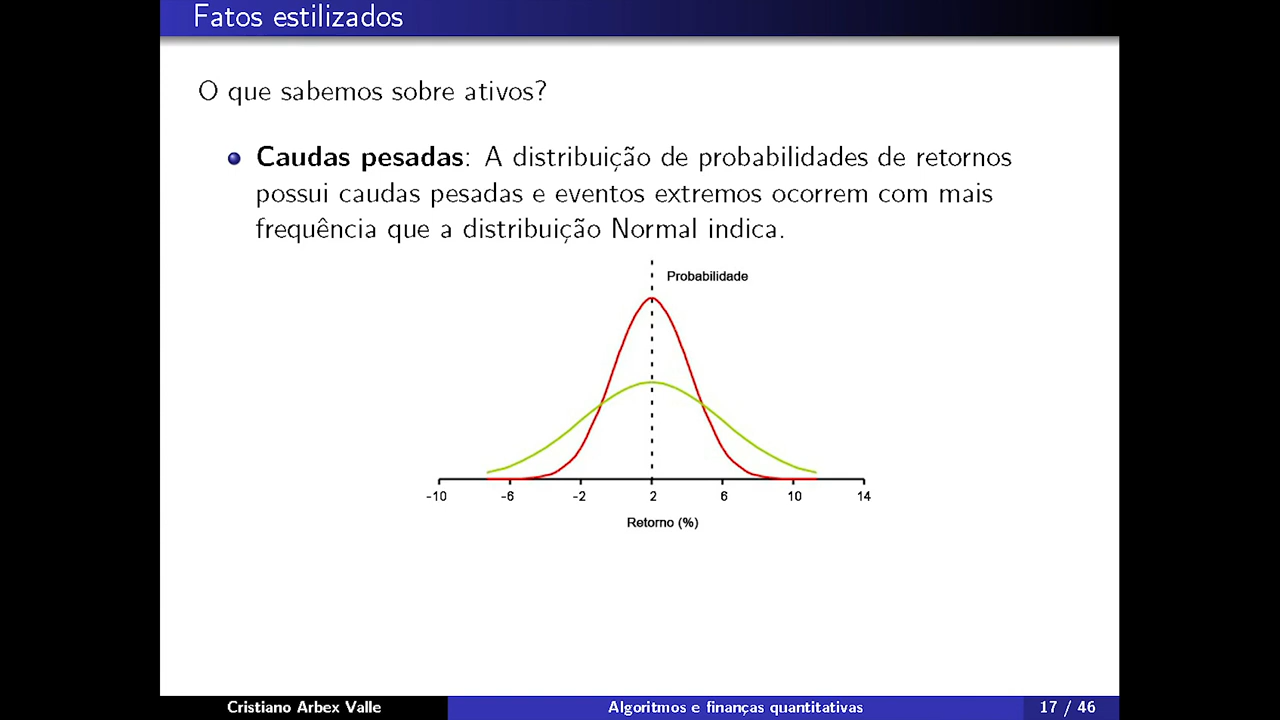 Fatos estilizados
O que sabemos sobre ativos?
Caudas pesadas: A distribuição de probabilidades de retornos
possui caudas pesadas e eventos extremos ocorrem com mais
frequência que a distribuição Normal indica.
Probabilidade
-10 -6 -2 2 6 10 14
Retorno (%)
Cristiano Arbex Valle Algoritmos e finanças quantitativas 17 / 46